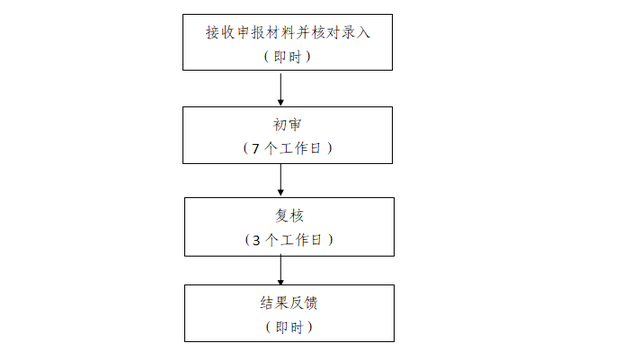 接收申报材料并核对录入
（即时）
初审
（7 个工作日）
复核
（3 个工作日）
结果反馈
（即时）